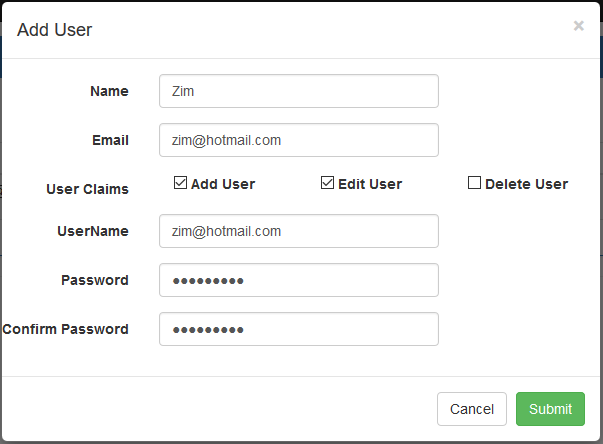 Add User ×
Name Zim
Email zim@hotmail.com
User Claims Add User Edit User Delete User
UserName zim@hotmail.com
Password ●●●●●●●●●
Confirm Password ●●●●●●●●●
Cancel Submit